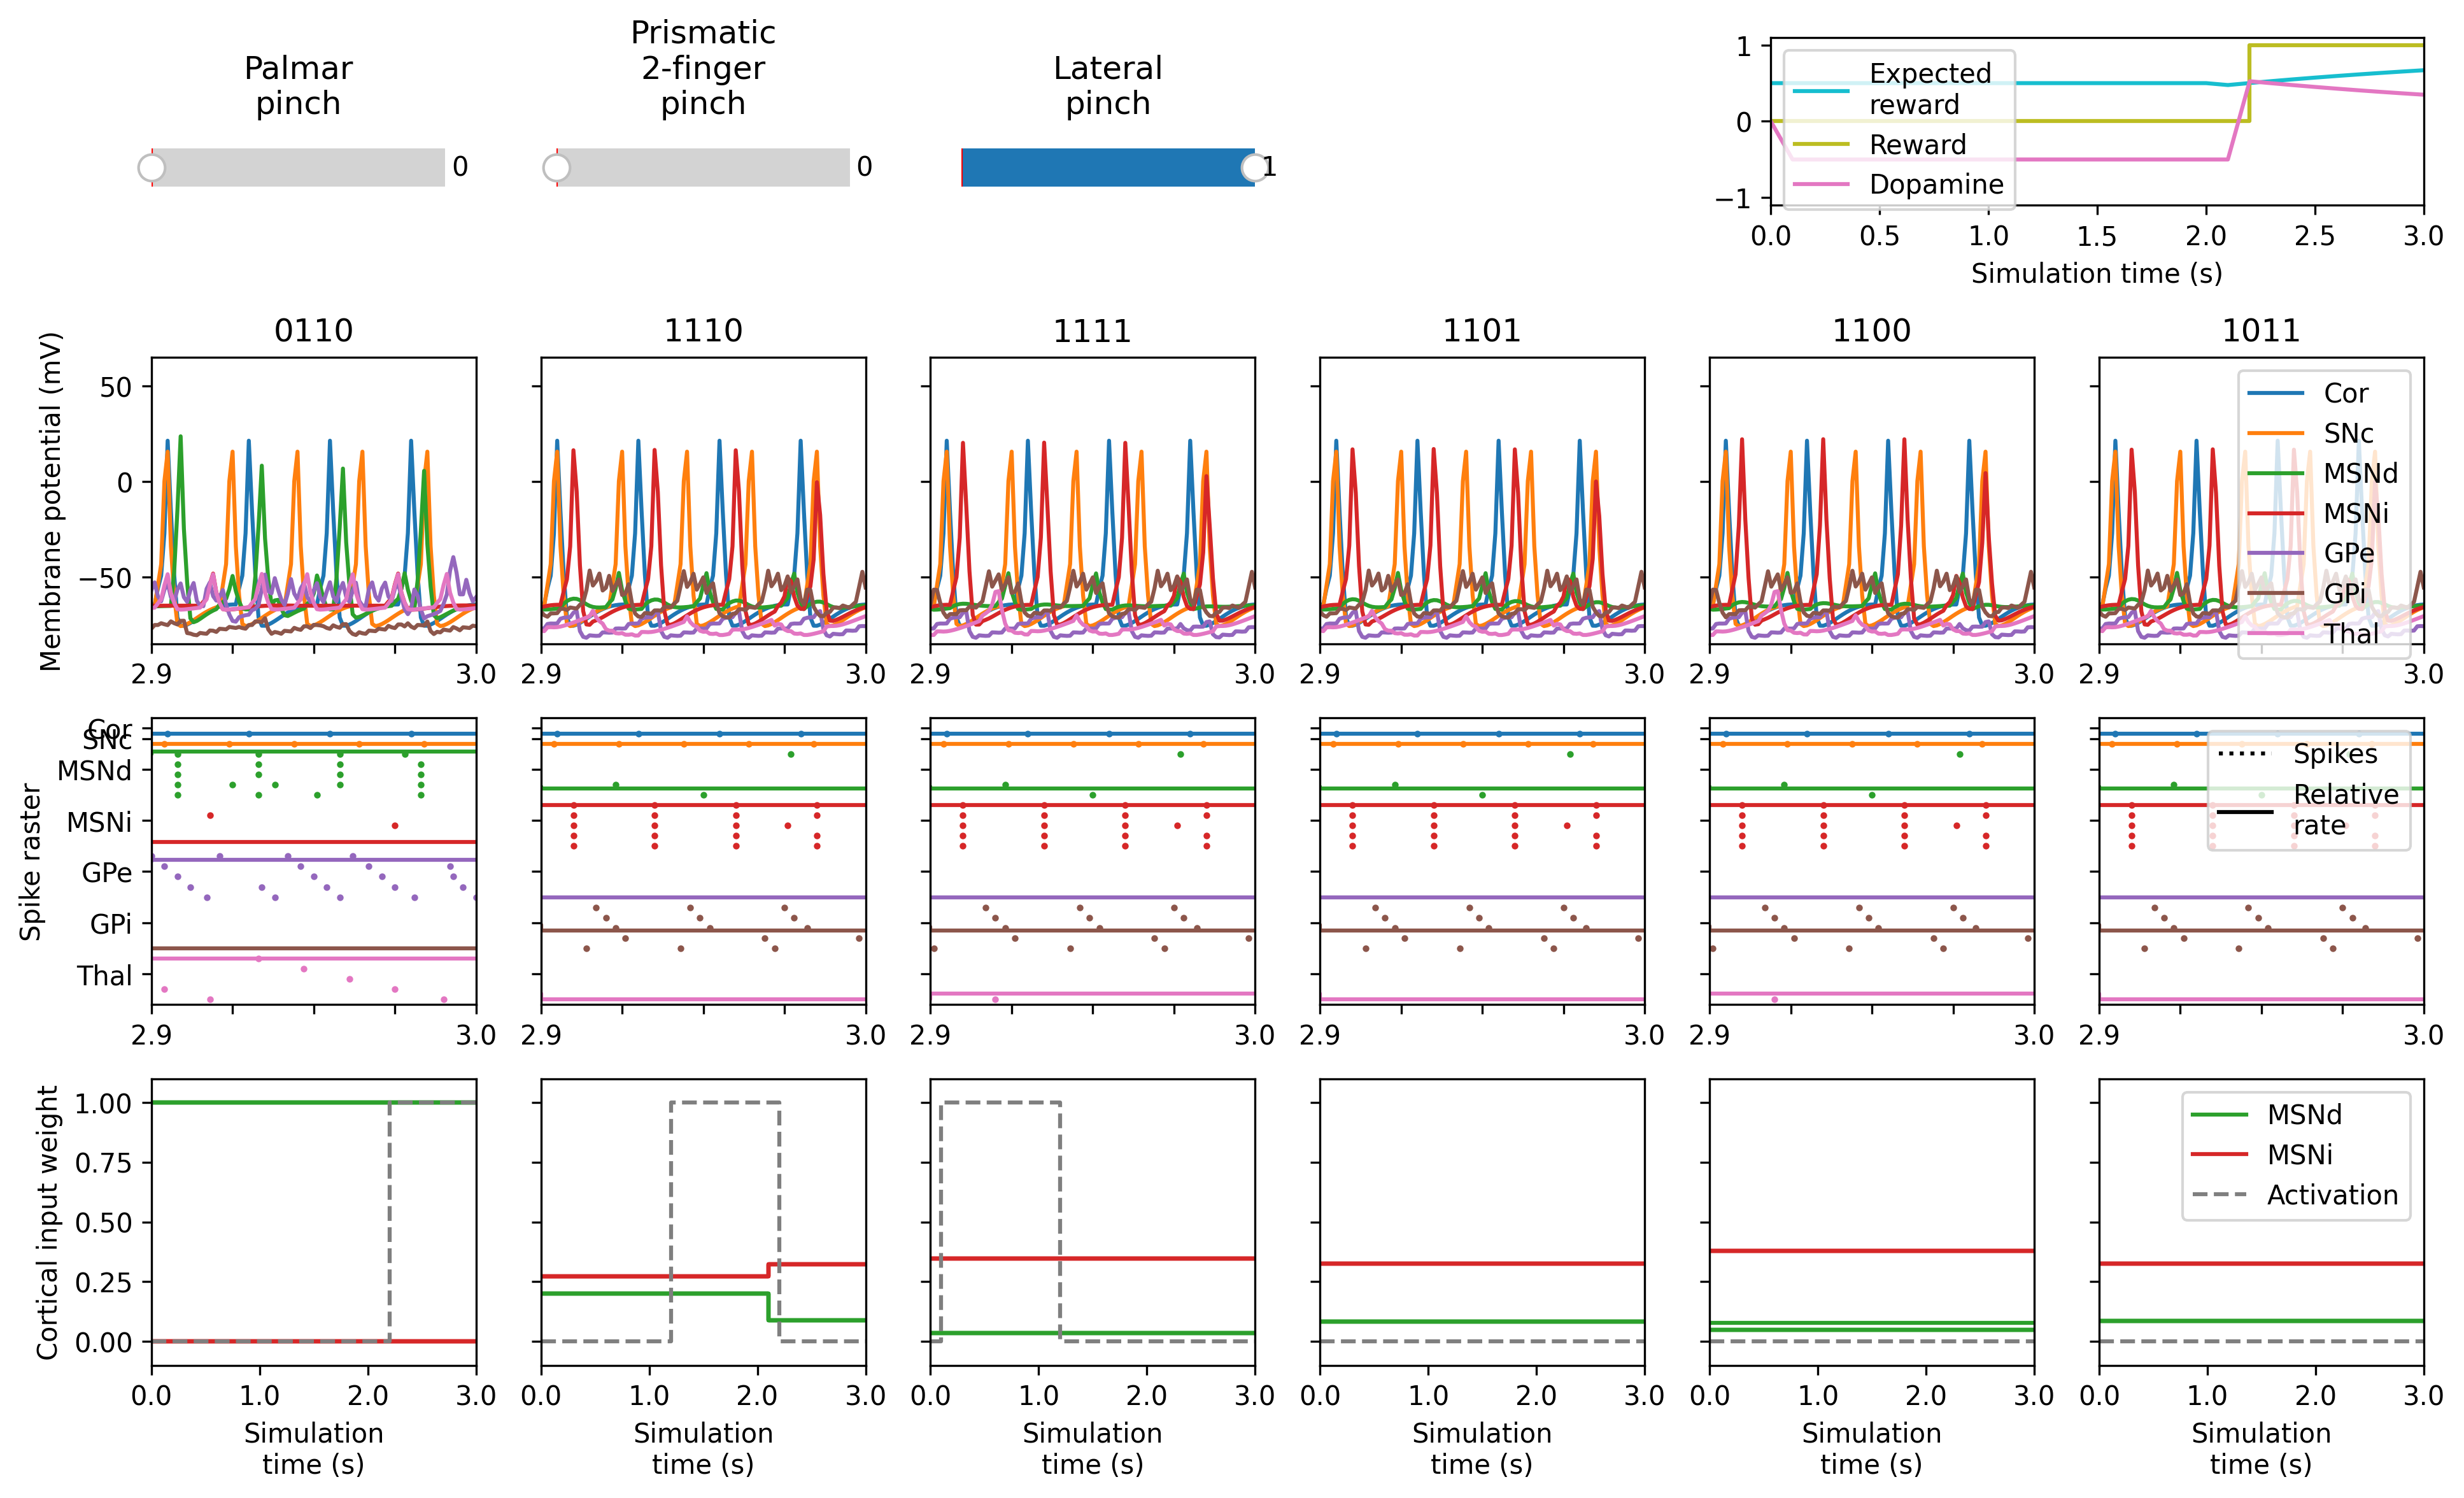 Palmar
pinch
0
Prismatic
2-finger
pinch
0
Lateral
pinch
1
1
0
−1
Expected
reward
Reward
Dopamine
0.0 0.5 1.0 1.5 2.0 2.5 3.0
Simulation time (s)
0110 1110 1111 1101 1100 1011
Membrane potential (mV)
50
0
−50
Cor
SNc
MSNd
MSNi
GPe
GPi
Thal
2.9 3.0 2.9 3.0 2.9 3.0 2.9 3.0 2.9 3.0 2.9 3.0
Spike raster
Cor
SNc
MSNd
MSNi
GPe
GPi
Thal
Spikes
Relative
rate
2.9 3.0 2.9 3.0 2.9 3.0 2.9 3.0 2.9 3.0 2.9 3.0
Cortical input weight
1.00
0.75
0.50
0.25
0.00
MSNd
MSNi
Activation
0.0 1.0 2.0 3.0 0.0 1.0 2.0 3.0 0.0 1.0 2.0 3.0 0.0 1.0 2.0 3.0 0.0 1.0 2.0 3.0 0.0 1.0 2.0 3.0
Simulation
time (s)
Simulation
time (s)
Simulation
time (s)
Simulation
time (s)
Simulation
time (s)
Simulation
time (s)